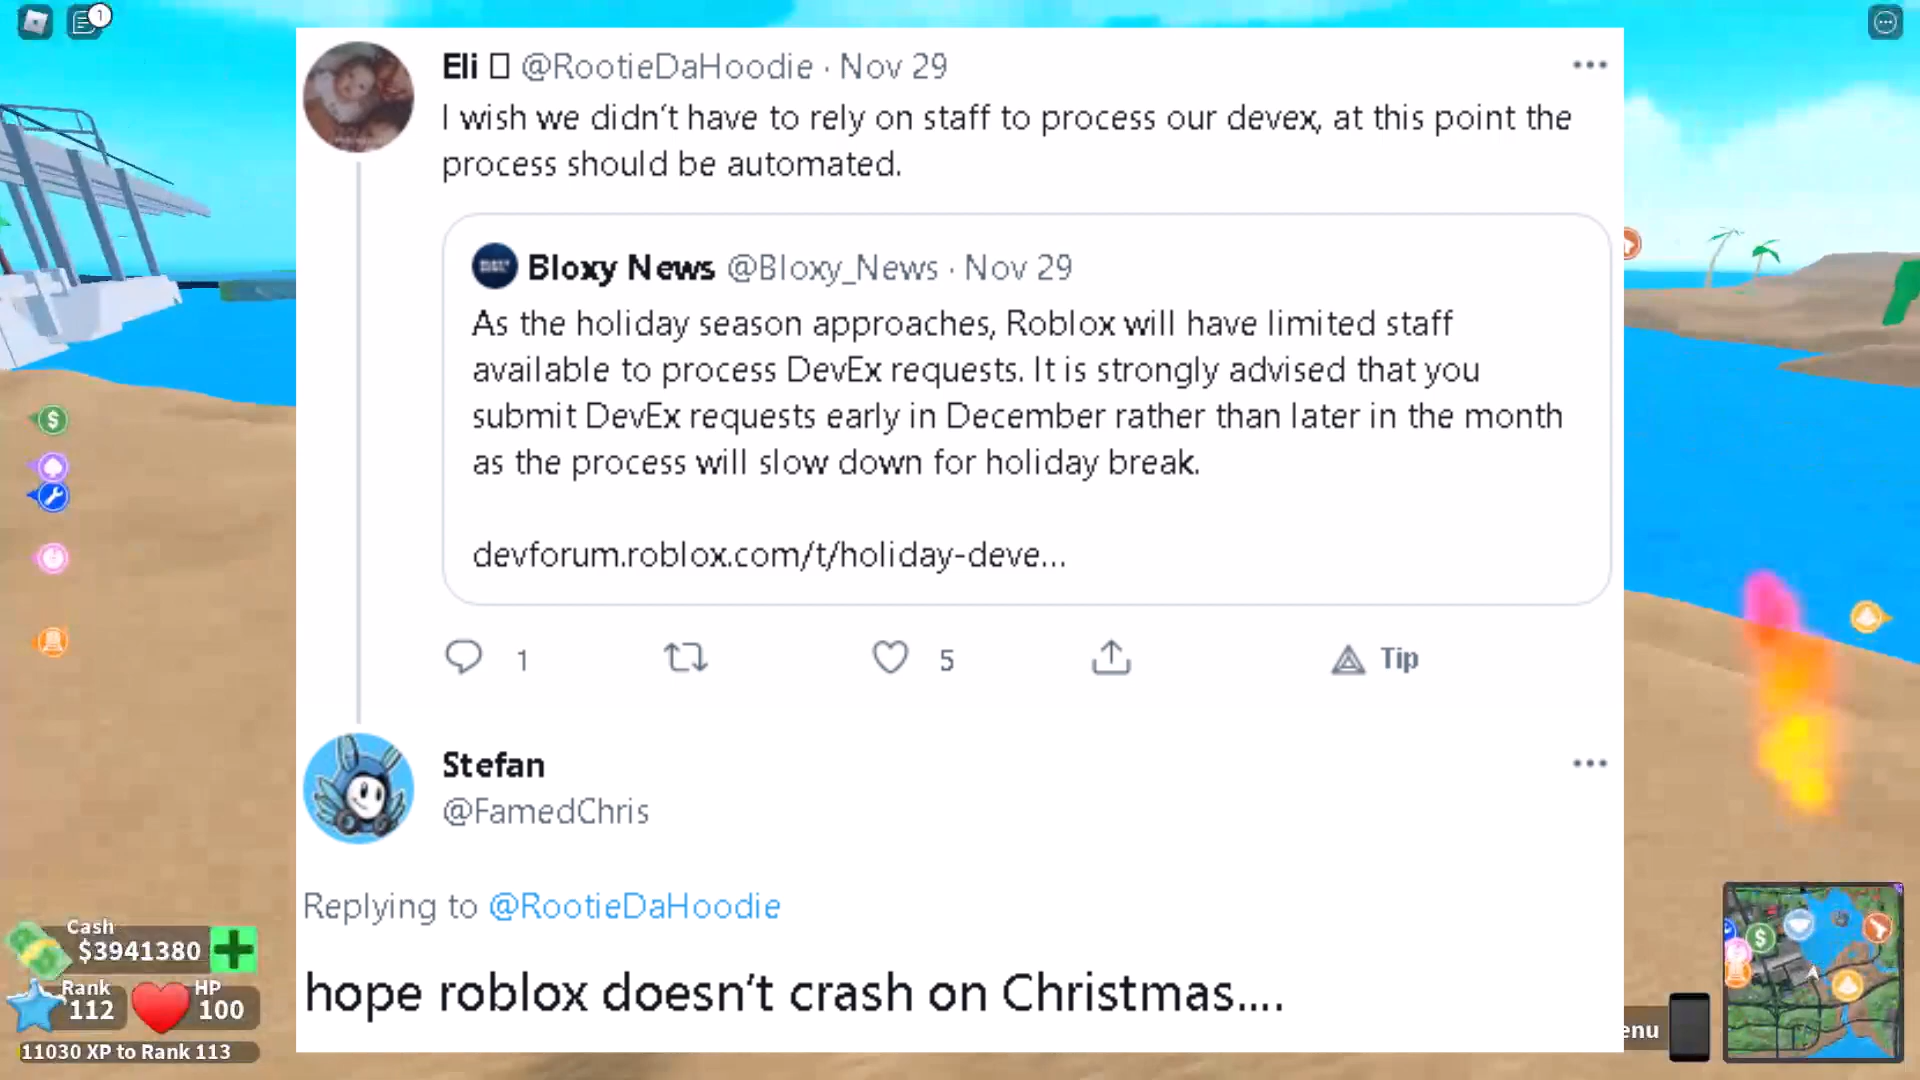 1
Eli @RootieDaHoodie · Nov 29
I wish we didn't have to rely on staff to process our devex, at this point the
process should be automated.
Bloxy News @Bloxy_News · Nov 29
As the holiday season approaches, Roblox will have limited staff
available to process DevEx requests. It is strongly advised that you
submit DevEx requests early in December rather than later in the month
as the process will slow down for holiday break.
devforum.roblox.com/t/holiday-deve...
1 5 Tip
Stefan
@FamedChris
Replying to @RootieDaHoodie
hope roblox doesn't crash on Christmas....
Cash
$3941380
Rank HP
112 100
11030 XP to Rank 113
enu